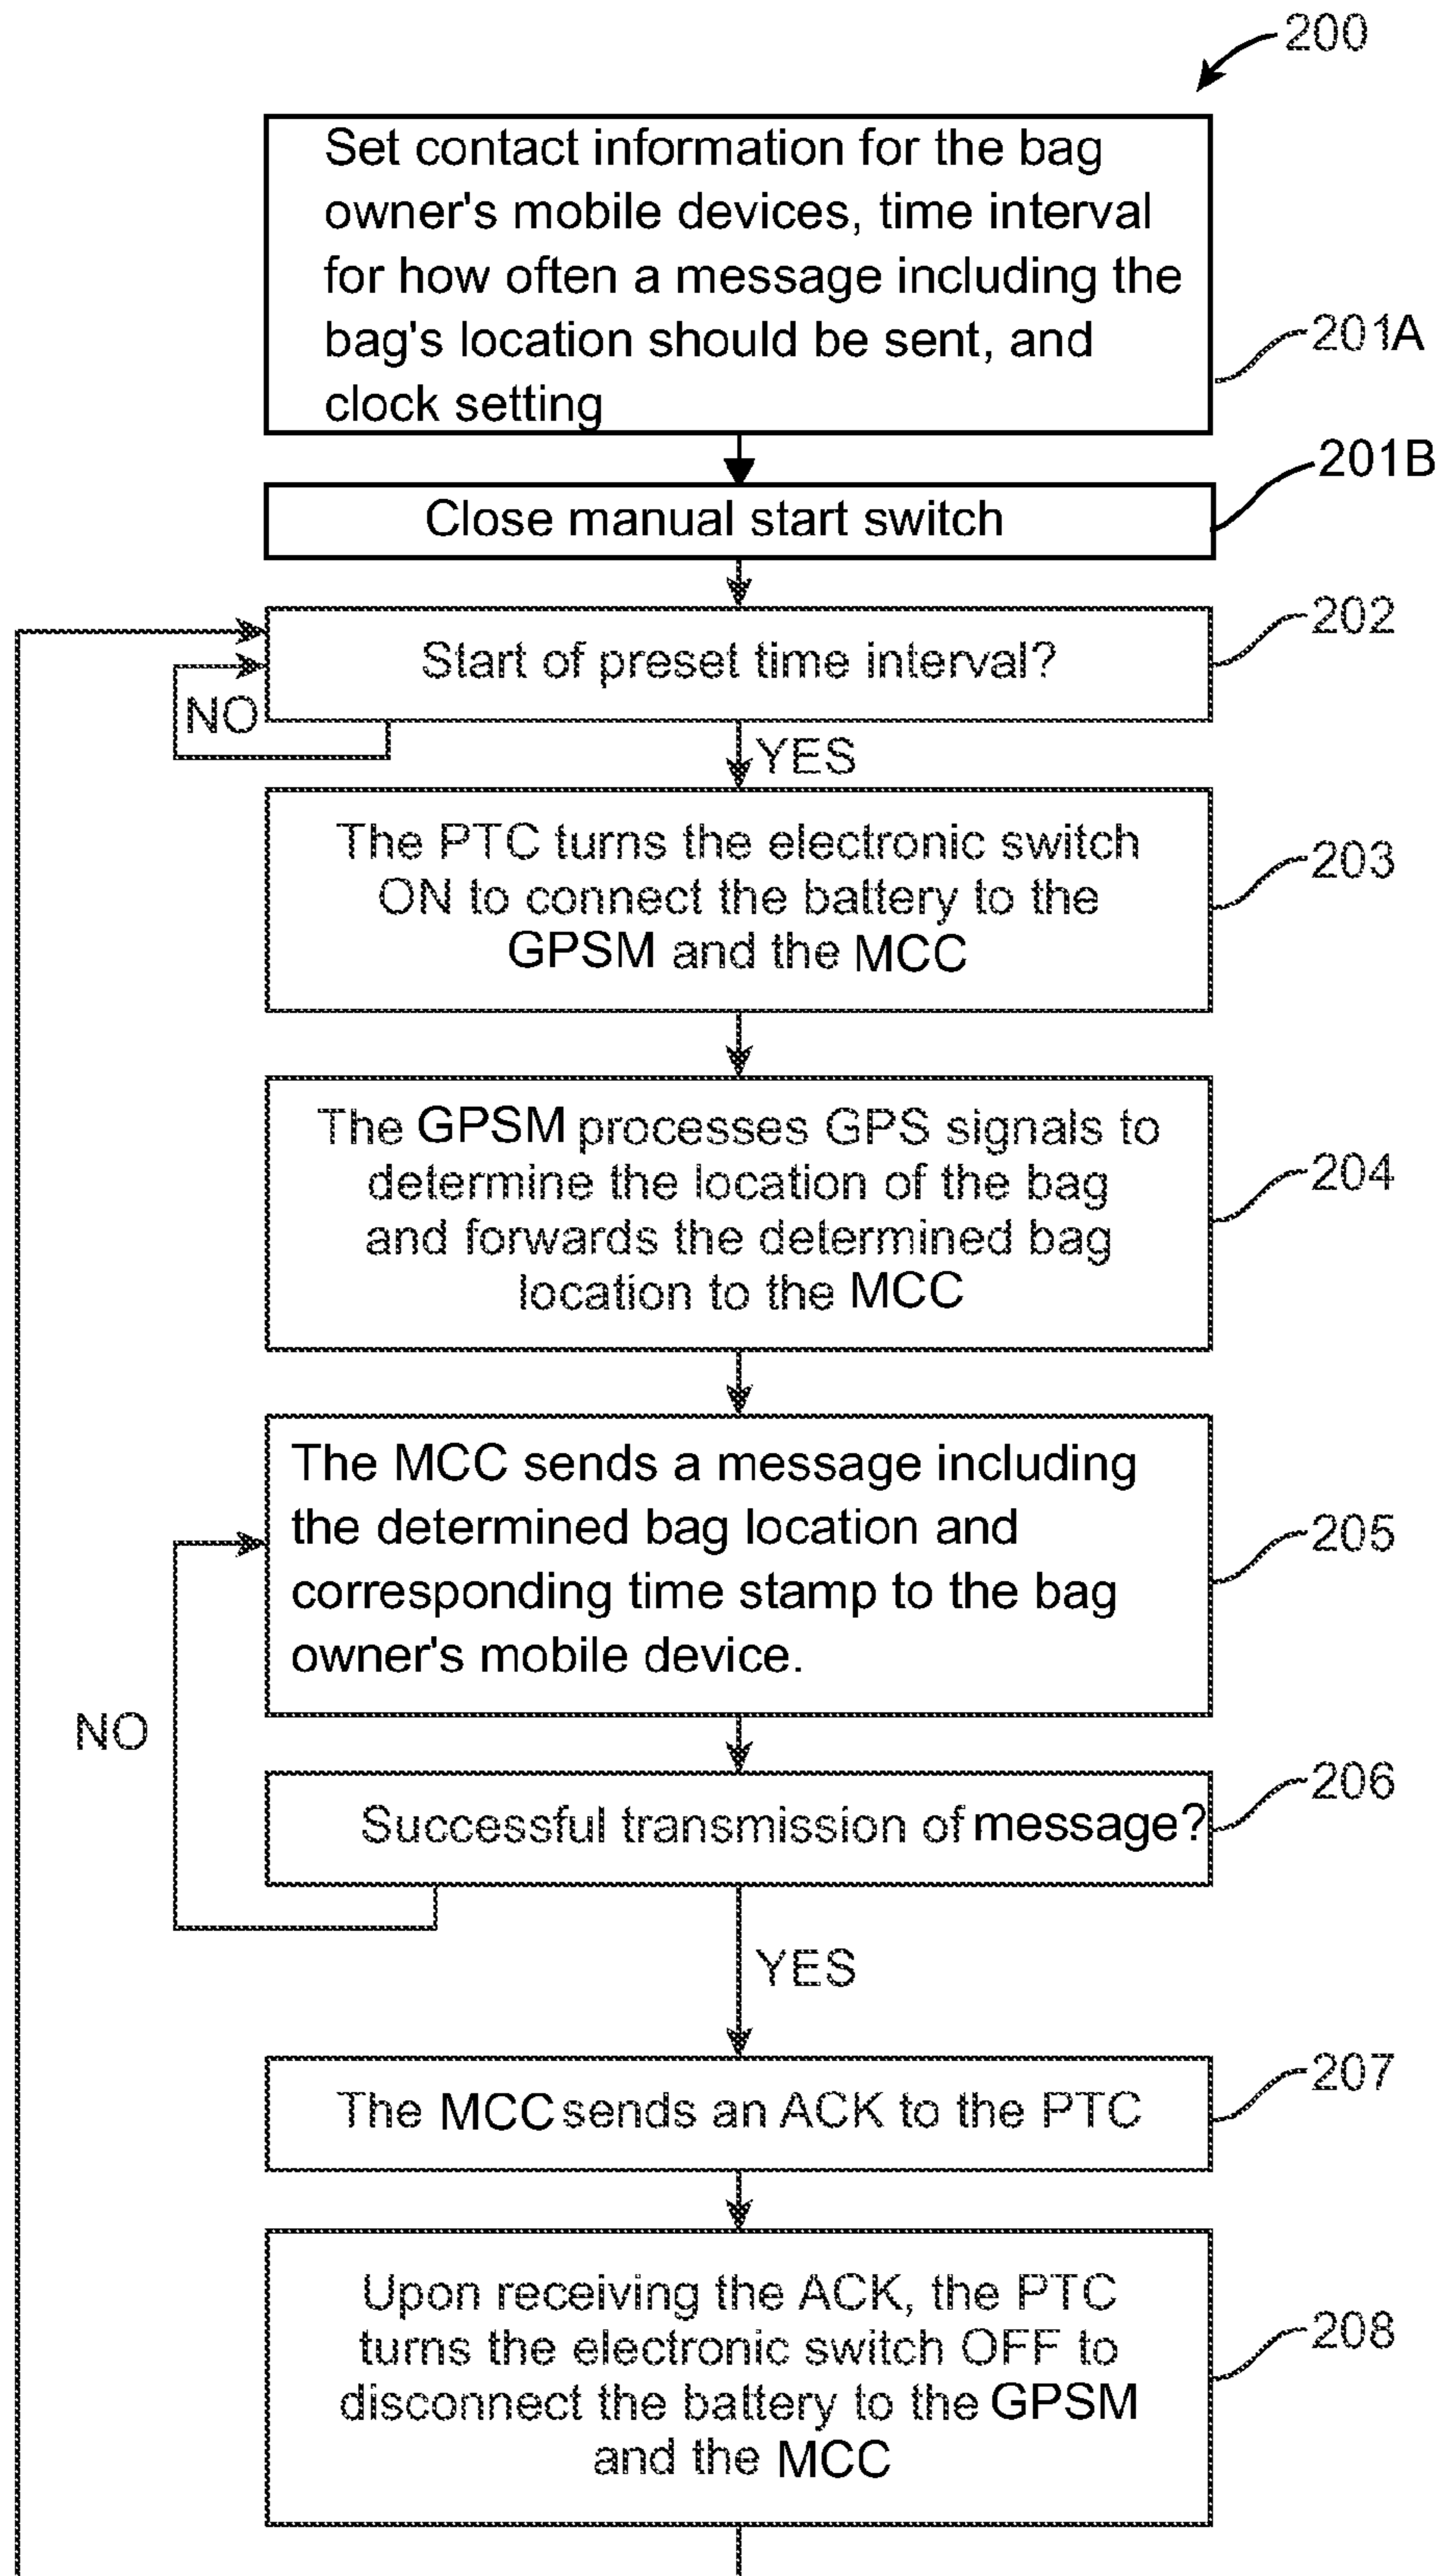 200
Set contact information for the bag
owner's mobile devices, time interval
for how often a message including the
bag's location should be sent, and
clock setting
201A
Close manual start switch
201B
Start of preset time interval?
202
NO
YES
The PTC turns the electronic switch
ON to connect the battery to the
GPSM and the MCC
203
The GPSM processes GPS signals to
determine the location of the bag
and forwards the determined bag
location to the MCC
204
The MCC sends a message including
the determined bag location and
corresponding time stamp to the bag
owner's mobile device.
205
NO
Successful transmission of message?
206
YES
The MCC sends an ACK to the PTC
207
Upon receiving the ACK, the PTC
turns the electronic switch OFF to
disconnect the battery to the GPSM
and the MCC
208